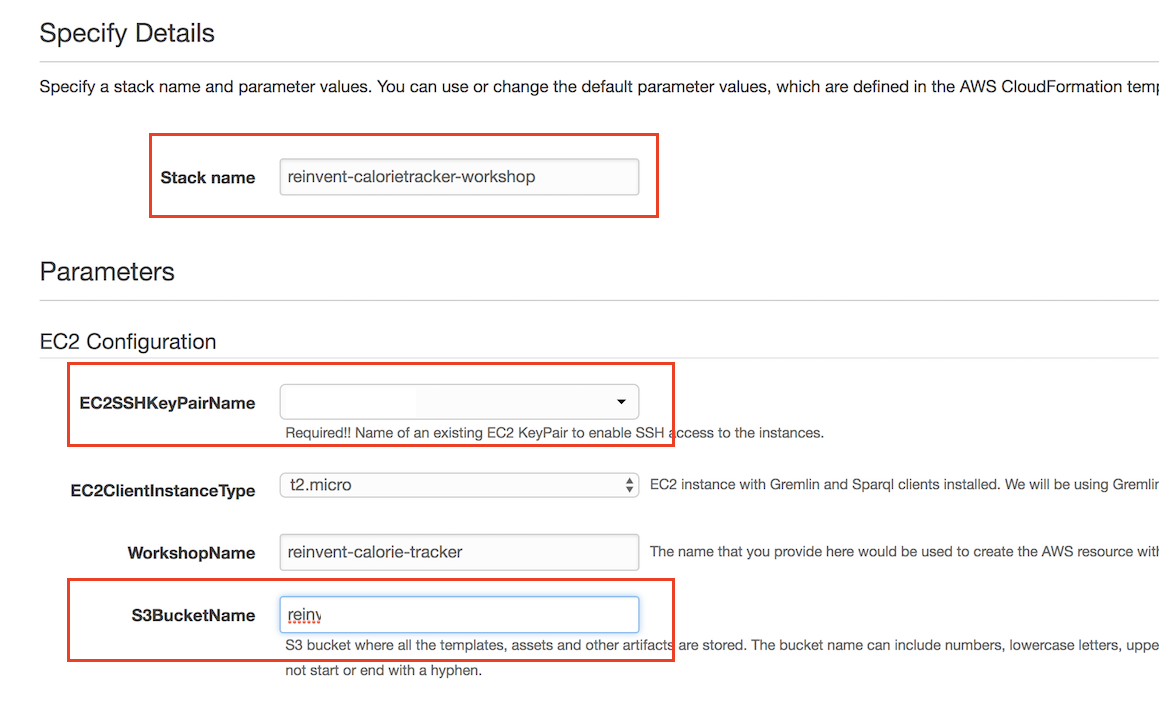 Specify Details
Specify a stack name and parameter values. You can use or change the default parameter values, which are defined in the AWS CloudFormation
Stack name reinvent-calorietracker-workshop
Parameters
EC2 Configuration
EC2SSHKeyPairName
Required!! Name of an existing EC2 KeyPair to enable SSH access to the instances.
EC2ClientInstanceType t2.micro EC2 instance with Gremlin and Sparql clients installed. We will be using Gremlin
WorkshopName reinvent-calorie-tracker The name that you provide here would be used to create the AWS resource
S3BucketName reinv
S3 bucket where all the templates, assets and other artifacts are stored. The bucket name can include numbers, lowercase letters,
not start or end with a hyphen.